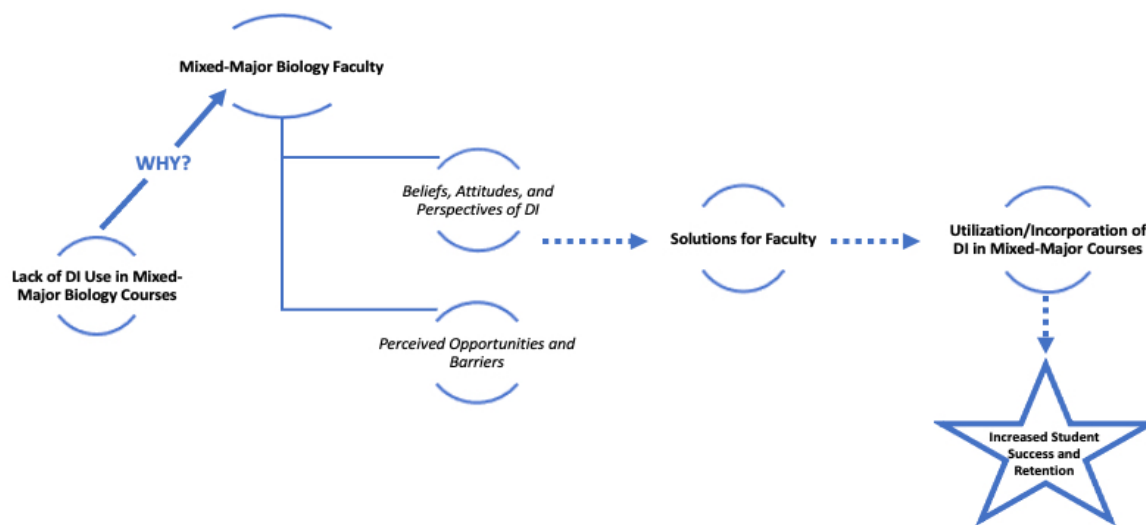 Mixed-Major Biology Faculty
WHY?
Lack of DI Use in Mixed-
Major Biology Courses
Beliefs, Attitudes, and
Perspectives of DI
Perceived Opportunities and
Barriers
Solutions for Faculty
Utilization/Incorporation of
DI in Mixed-Major Courses
Increased Student
Success and
Retention